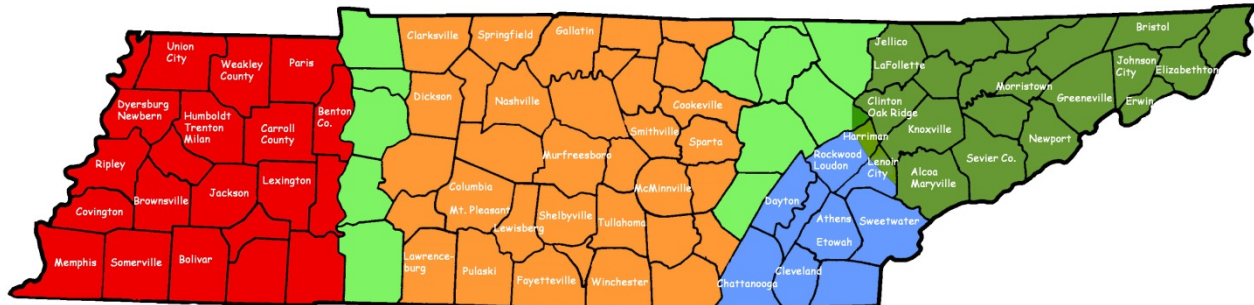 Union
City
Weakley
County
Paris
Dyersburg
Newbern
Humboldt
Trenton
Milan
Carroll
County
Benton
Co.
Ripley
Brownsville
Jackson
Lexington
Covington
Memphis
Somerville
Bolivar
Clarksville
Springfield
Gallatin
Dickson
Nashville
Cookeville
Smithville
Sparta
Murfreesboro
McMinnville
Columbia
Mt. Pleasant
Lewisberg
Shelbyville
Tullahoma
Lawrence-
burg
Pulaski
Fayetteville
Winchester
Rockwood
Loudon
Lenoir
City
Dayton
Athens
Etowah
Sweetwater
Chattanooga
Cleveland
Jellico
LaFollette
Clinton
Oak Ridge
Harriman
Knoxville
Alcoa
Maryville
Sevier Co.
Morristown
Newport
Greeneville
Bristol
Johnson
City
Elizabethton
Erwin